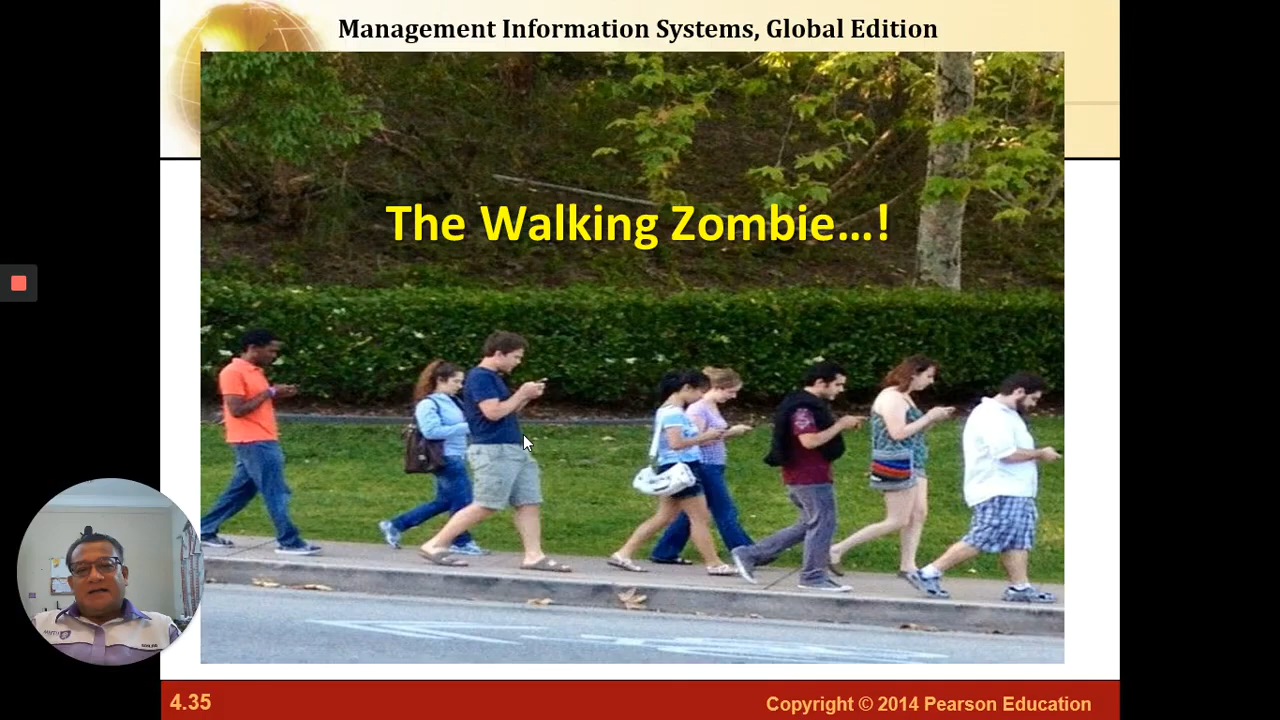 Management Information Systems, Global Edition
The Walking Zombie...!
4.35
Copyright © 2014 Pearson Education